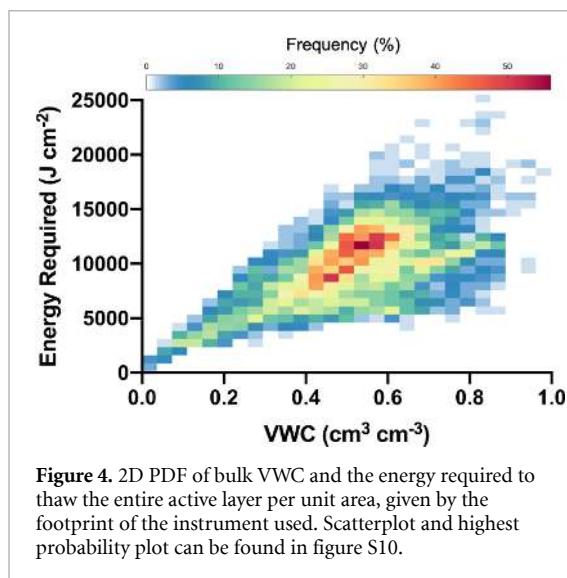 Frequency (%)
0 10 20 30 40 50
25000
20000
15000
10000
5000
0
Energy Required (J cm⁻²)
0.0 0.2 0.4 0.6 0.8 1.0
VWC (cm³ cm⁻³)
Figure 4. 2D PDF of bulk VWC and the energy required to
thaw the entire active layer per unit area, given by the
footprint of the instrument used. Scatterplot and highest
probability plot can be found in figure S10.